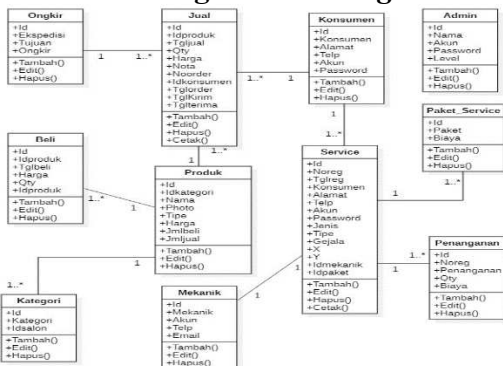 Ongkir
+Id
+Ekspedisi
+Tujuan
+Ongkir
+Tambah()
+Edit()
+Hapus()
1
1..*
Jual
+Id
+Idproduk
+Tgljual
+Qty
+Harga
+Nota
+Noorder
+Idkonsumen
+Tglorder
+TglKirim
+Tglterima
+Tambah()
+Edit()
+Hapus()
+Cetak()
1..*
1
Konsumen
+Id
+Konsumen
+Alamat
+Telp
+Akun
+Password
+Tambah()
+Edit()
+Hapus()
1
1..*
Admin
+Id
+Nama
+Akun
+Password
+Level
+Tambah()
+Edit()
+Hapus()
Paket_Service
+Id
+Paket
+Biaya
+Tambah()
+Edit()
+Hapus()
1..*
1
Beli
+Id
+Idproduk
+Tglbeli
+Harga
+Qty
+Idproduk
+Tambah()
+Edit()
+Hapus()
1..*
1
1..*
1
Produk
+Id
+Idkategori
+Nama
+Photo
+Tipe
+Harga
+Jmlbeli
+Jmljual
+Tambah()
+Edit()
+Hapus()
1
1..*
Service
+Id
+Noreg
+Tglreg
+Konsumen
+Alamat
+Telp
+Akun
+Password
+Jenis
+Tipe
+Gejala
+X
+Y
+Idmekanik
+Idpaket
+Tambah()
+Edit()
+Hapus()
+Cetak()
1
1..*
Penanganan
+Id
+Noreg
+Penanganan
+Qty
+Biaya
+Tambah()
+Edit()
+Hapus()
Kategori
+Id
+Kategori
+Idsalon
+Tambah()
+Edit()
+Hapus()
Mekanik
+Id
+Mekanik
+Akun
+Telp
+Email
+Tambah()
+Edit()
+Hapus()
1
1